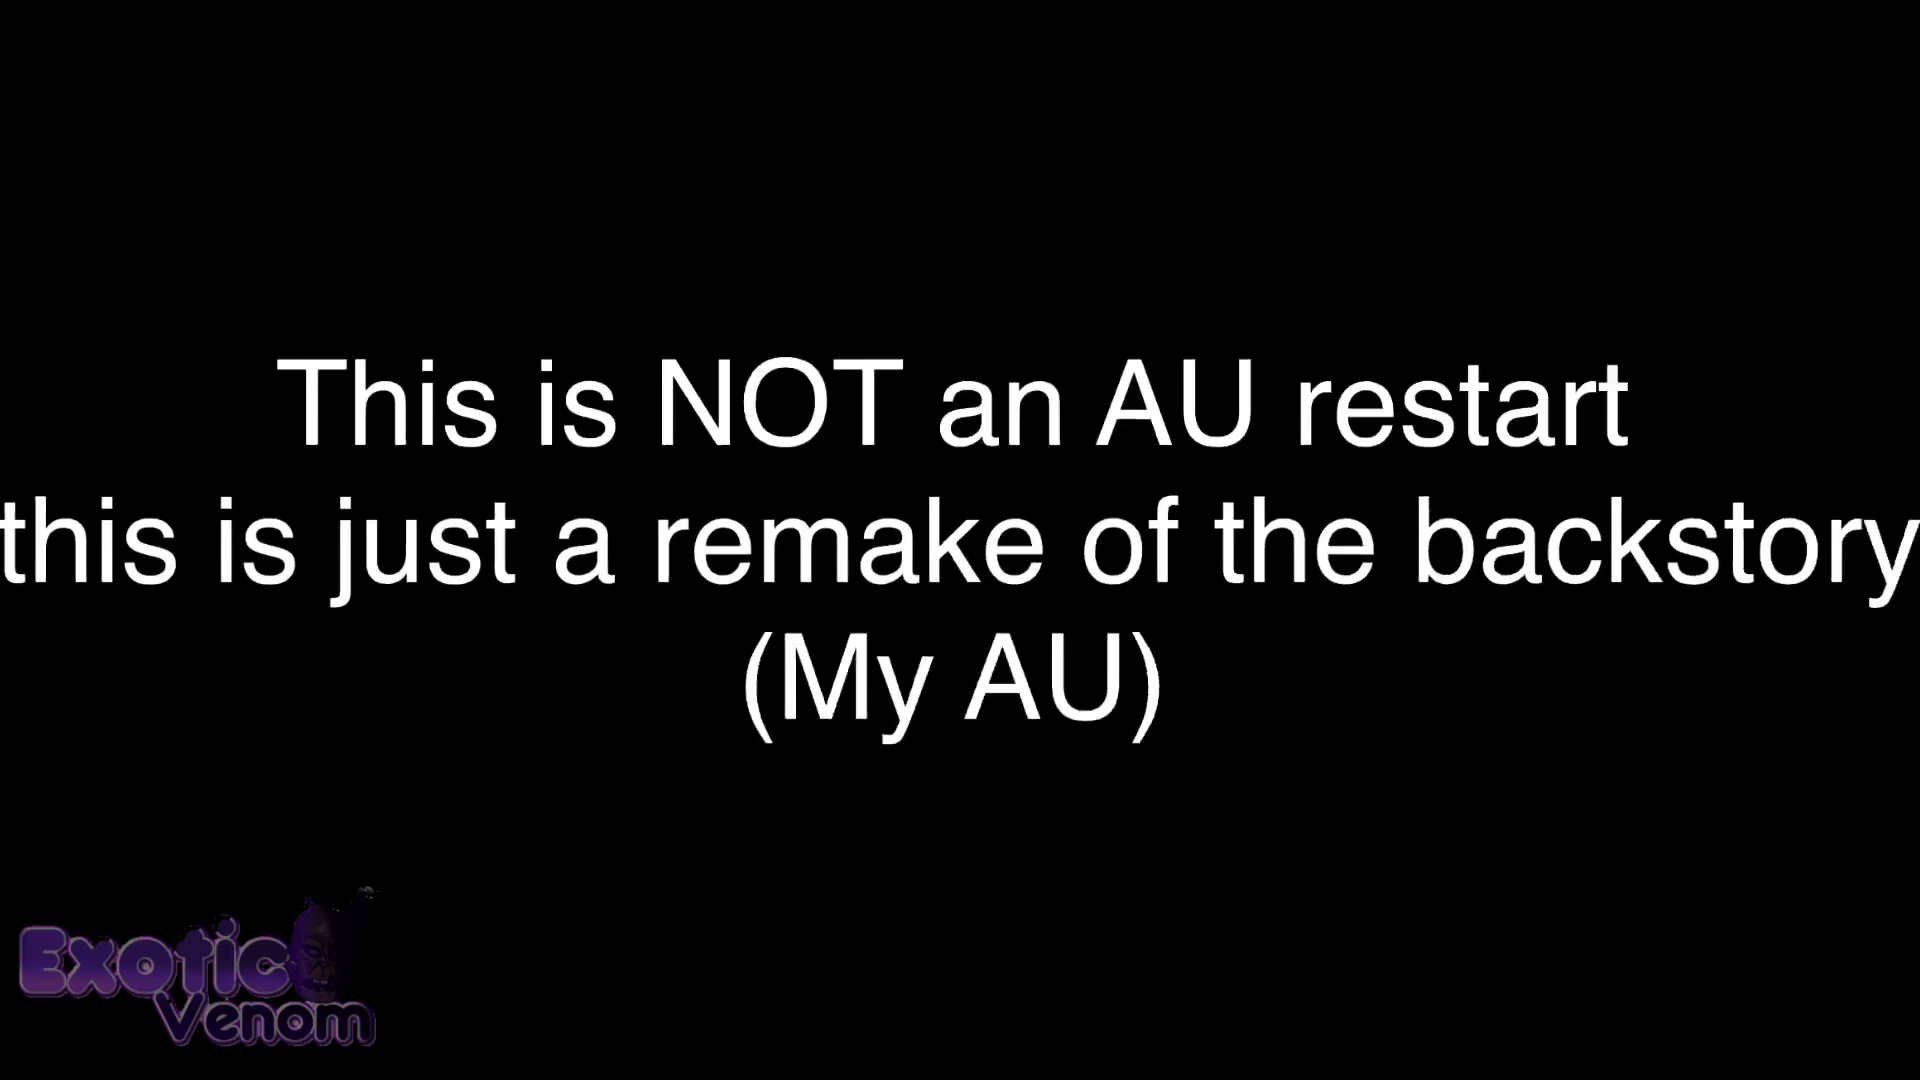 This is NOT an AU restart
this is just a remake of the backstory
(My AU)
Exotic
Venom